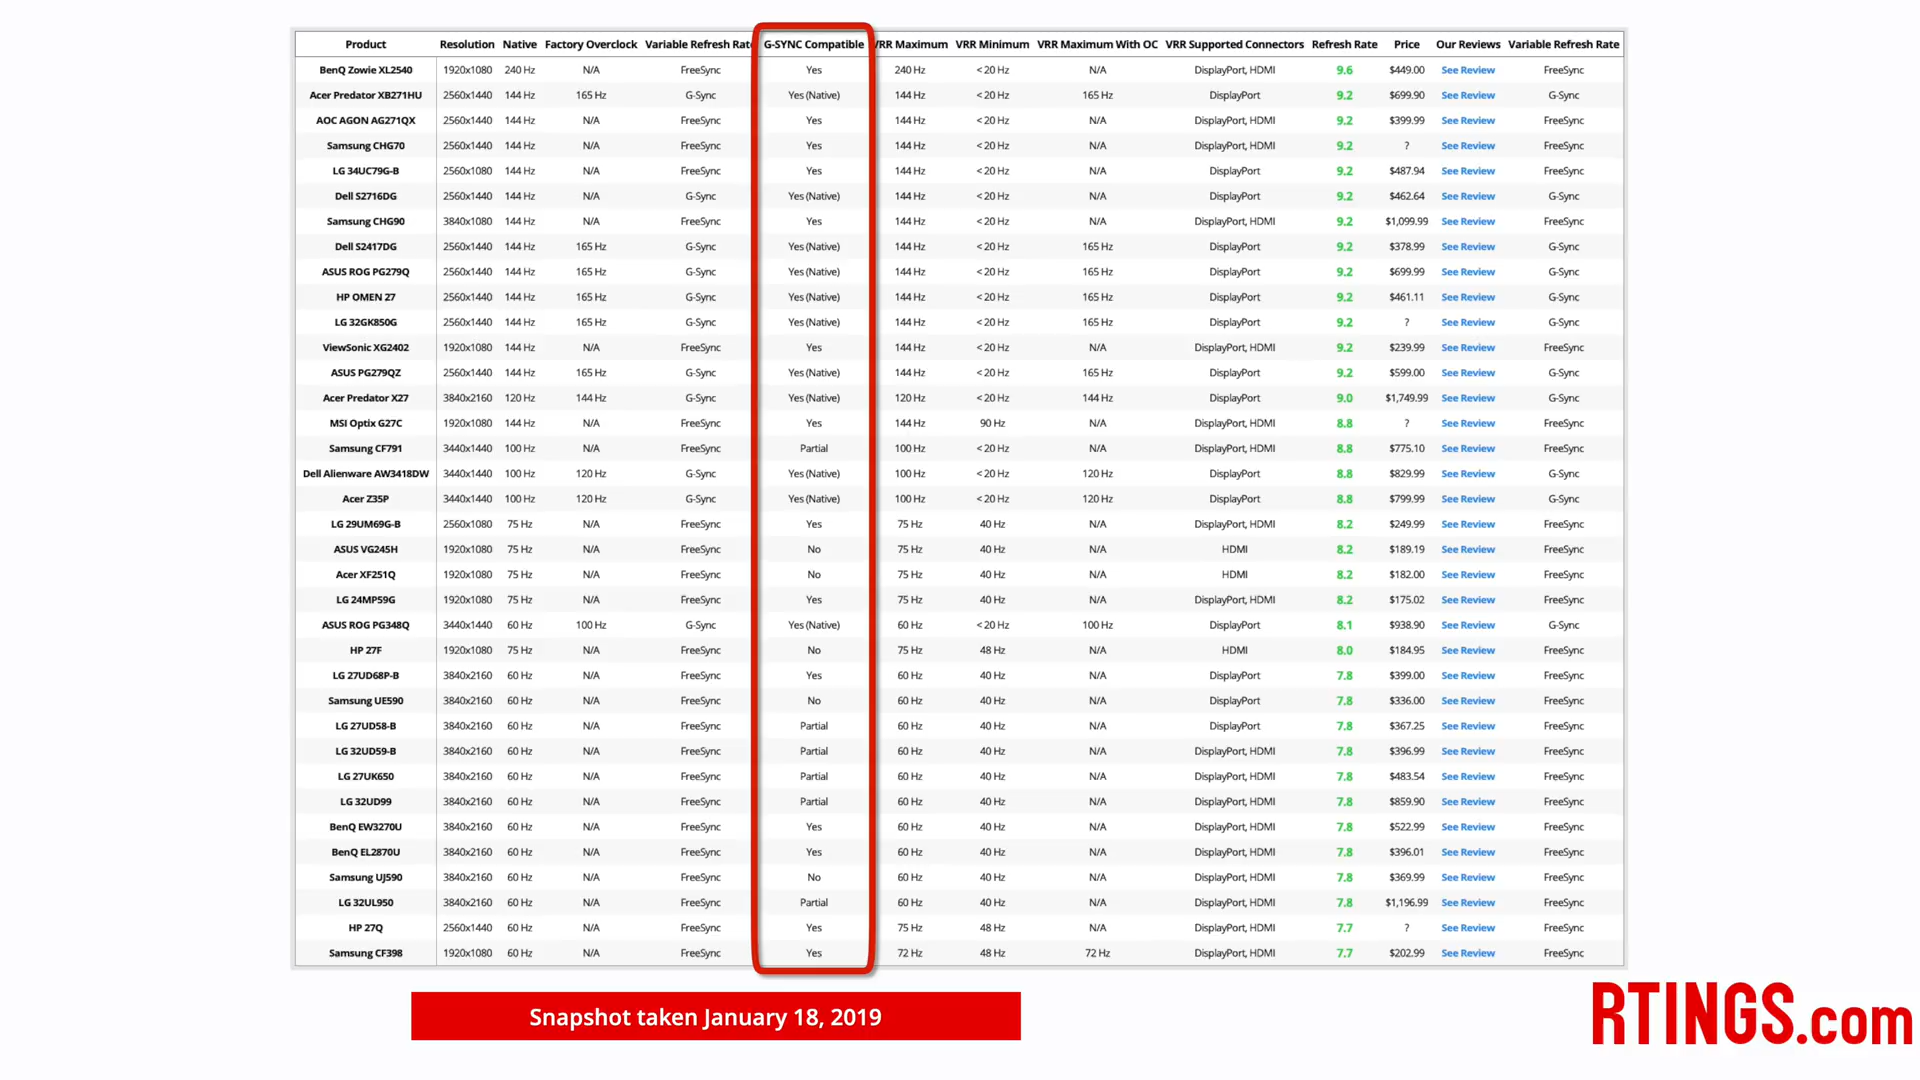 Product Resolution Native Factory Overclock Variable Refresh Rate G-SYNC Compatible VRR Maximum VRR Minimum VRR Maximum With OC VRR Supported Connectors Refresh Rate Price Our Reviews Variable Refresh Rate
BenQ Zowie XL2540 1920x1080 240 Hz N/A FreeSync Yes 240 Hz < 20 Hz N/A DisplayPort, HDMI 9.6 $449.00 See Review FreeSync
Acer Predator XB271HU 2560x1440 144 Hz 165 Hz G-Sync Yes (Native) 144 Hz < 20 Hz 165 Hz DisplayPort 9.2 $699.90 See Review G-Sync
AOC AGON AG271QX 2560x1440 144 Hz N/A FreeSync Yes 144 Hz < 20 Hz N/A DisplayPort, HDMI 9.2 $399.99 See Review FreeSync
Samsung CHG70 2560x1440 144 Hz N/A FreeSync Yes 144 Hz < 20 Hz N/A DisplayPort, HDMI 9.2 ? See Review FreeSync
LG 34UC79G-B 2560x1080 144 Hz N/A FreeSync Yes 144 Hz < 20 Hz N/A DisplayPort 9.2 $487.94 See Review FreeSync
Dell S2716DG 2560x1440 144 Hz N/A G-Sync Yes (Native) 144 Hz < 20 Hz N/A DisplayPort 9.2 $462.64 See Review G-Sync
Samsung CHG90 3840x1080 144 Hz N/A FreeSync Yes 144 Hz < 20 Hz N/A DisplayPort, HDMI 9.2 $1,099.99 See Review FreeSync
Dell S2417DG 2560x1440 144 Hz 165 Hz G-Sync Yes (Native) 144 Hz < 20 Hz 165 Hz DisplayPort 9.2 $378.99 See Review G-Sync
ASUS ROG PG279Q 2560x1440 144 Hz 165 Hz G-Sync Yes (Native) 144 Hz < 20 Hz 165 Hz DisplayPort 9.2 $699.99 See Review G-Sync
HP OMEN 27 2560x1440 144 Hz 165 Hz G-Sync Yes (Native) 144 Hz < 20 Hz 165 Hz DisplayPort 9.2 $461.11 See Review G-Sync
LG 32GK850G 2560x1440 144 Hz 165 Hz G-Sync Yes (Native) 144 Hz < 20 Hz 165 Hz DisplayPort 9.2 ? See Review G-Sync
ViewSonic XG2402 1920x1080 144 Hz N/A FreeSync Yes 144 Hz < 20 Hz N/A DisplayPort, HDMI 9.2 $239.99 See Review FreeSync
ASUS PG279QZ 2560x1440 144 Hz 165 Hz G-Sync Yes (Native) 144 Hz < 20 Hz 165 Hz DisplayPort 9.2 $599.00 See Review G-Sync
Acer Predator X27 3840x2160 120 Hz 144 Hz G-Sync Yes (Native) 120 Hz < 20 Hz 144 Hz DisplayPort 9.0 $1,749.99 See Review G-Sync
MSI Optix G27C 1920x1080 144 Hz N/A FreeSync Yes 144 Hz 90 Hz N/A DisplayPort, HDMI 8.8 ? See Review FreeSync
Samsung CF791 3440x1440 100 Hz N/A FreeSync Partial 100 Hz < 20 Hz N/A DisplayPort, HDMI 8.8 $775.10 See Review FreeSync
Dell Alienware AW3418DW 3440x1440 100 Hz 120 Hz G-Sync Yes (Native) 100 Hz < 20 Hz 120 Hz DisplayPort 8.8 $829.99 See Review G-Sync
Acer Z35P 3440x1440 100 Hz 120 Hz G-Sync Yes (Native) 100 Hz < 20 Hz 120 Hz DisplayPort 8.8 $799.99 See Review G-Sync
LG 29UM69G-B 2560x1080 75 Hz N/A FreeSync Yes 75 Hz 40 Hz N/A DisplayPort, HDMI 8.2 $249.99 See Review FreeSync
ASUS VG245H 1920x1080 75 Hz N/A FreeSync No 75 Hz 40 Hz N/A HDMI 8.2 $189.19 See Review FreeSync
Acer XF251Q 1920x1080 75 Hz N/A FreeSync No 75 Hz 40 Hz N/A HDMI 8.2 $182.00 See Review FreeSync
LG 24MP59G 1920x1080 75 Hz N/A FreeSync Yes 75 Hz 40 Hz N/A DisplayPort, HDMI 8.2 $175.02 See Review FreeSync
ASUS ROG PG348Q 3440x1440 60 Hz 100 Hz G-Sync Yes (Native) 60 Hz < 20 Hz 100 Hz DisplayPort 8.1 $938.90 See Review G-Sync
HP 27F 1920x1080 75 Hz N/A FreeSync No 75 Hz 48 Hz N/A HDMI 8.0 $184.95 See Review FreeSync
LG 27UD68P-B 3840x2160 60 Hz N/A FreeSync Yes 60 Hz 40 Hz N/A DisplayPort 7.8 $399.00 See Review FreeSync
Samsung UE590 3840x2160 60 Hz N/A FreeSync No 60 Hz 40 Hz N/A DisplayPort 7.8 $336.00 See Review FreeSync
LG 27UD58-B 3840x2160 60 Hz N/A FreeSync Partial 60 Hz 40 Hz N/A DisplayPort 7.8 $367.25 See Review FreeSync
LG 32UD59-B 3840x2160 60 Hz N/A FreeSync Partial 60 Hz 40 Hz N/A DisplayPort, HDMI 7.8 $396.99 See Review FreeSync
LG 27UK650 3840x2160 60 Hz N/A FreeSync Partial 60 Hz 40 Hz N/A DisplayPort, HDMI 7.8 $483.54 See Review FreeSync
LG 32UD99 3840x2160 60 Hz N/A FreeSync Partial 60 Hz 40 Hz N/A DisplayPort, HDMI 7.8 $859.90 See Review FreeSync
BenQ EW3270U 3840x2160 60 Hz N/A FreeSync Yes 60 Hz 40 Hz N/A DisplayPort, HDMI 7.8 $522.99 See Review FreeSync
BenQ EL2870U 3840x2160 60 Hz N/A FreeSync Yes 60 Hz 40 Hz N/A DisplayPort, HDMI 7.8 $396.01 See Review FreeSync
Samsung UJ590 3840x2160 60 Hz N/A FreeSync No 60 Hz 40 Hz N/A DisplayPort, HDMI 7.8 $369.99 See Review FreeSync
LG 32UL950 3840x2160 60 Hz N/A FreeSync Partial 60 Hz 40 Hz N/A DisplayPort, HDMI 7.8 $1,196.99 See Review FreeSync
HP 27Q 2560x1440 60 Hz N/A FreeSync Yes 75 Hz 48 Hz N/A DisplayPort, HDMI 7.7 ? See Review FreeSync
Samsung CF398 1920x1080 60 Hz N/A FreeSync Yes 72 Hz 48 Hz 72 Hz DisplayPort, HDMI 7.7 $202.99 See Review FreeSync
Snapshot taken January 18, 2019
RTINGS.com